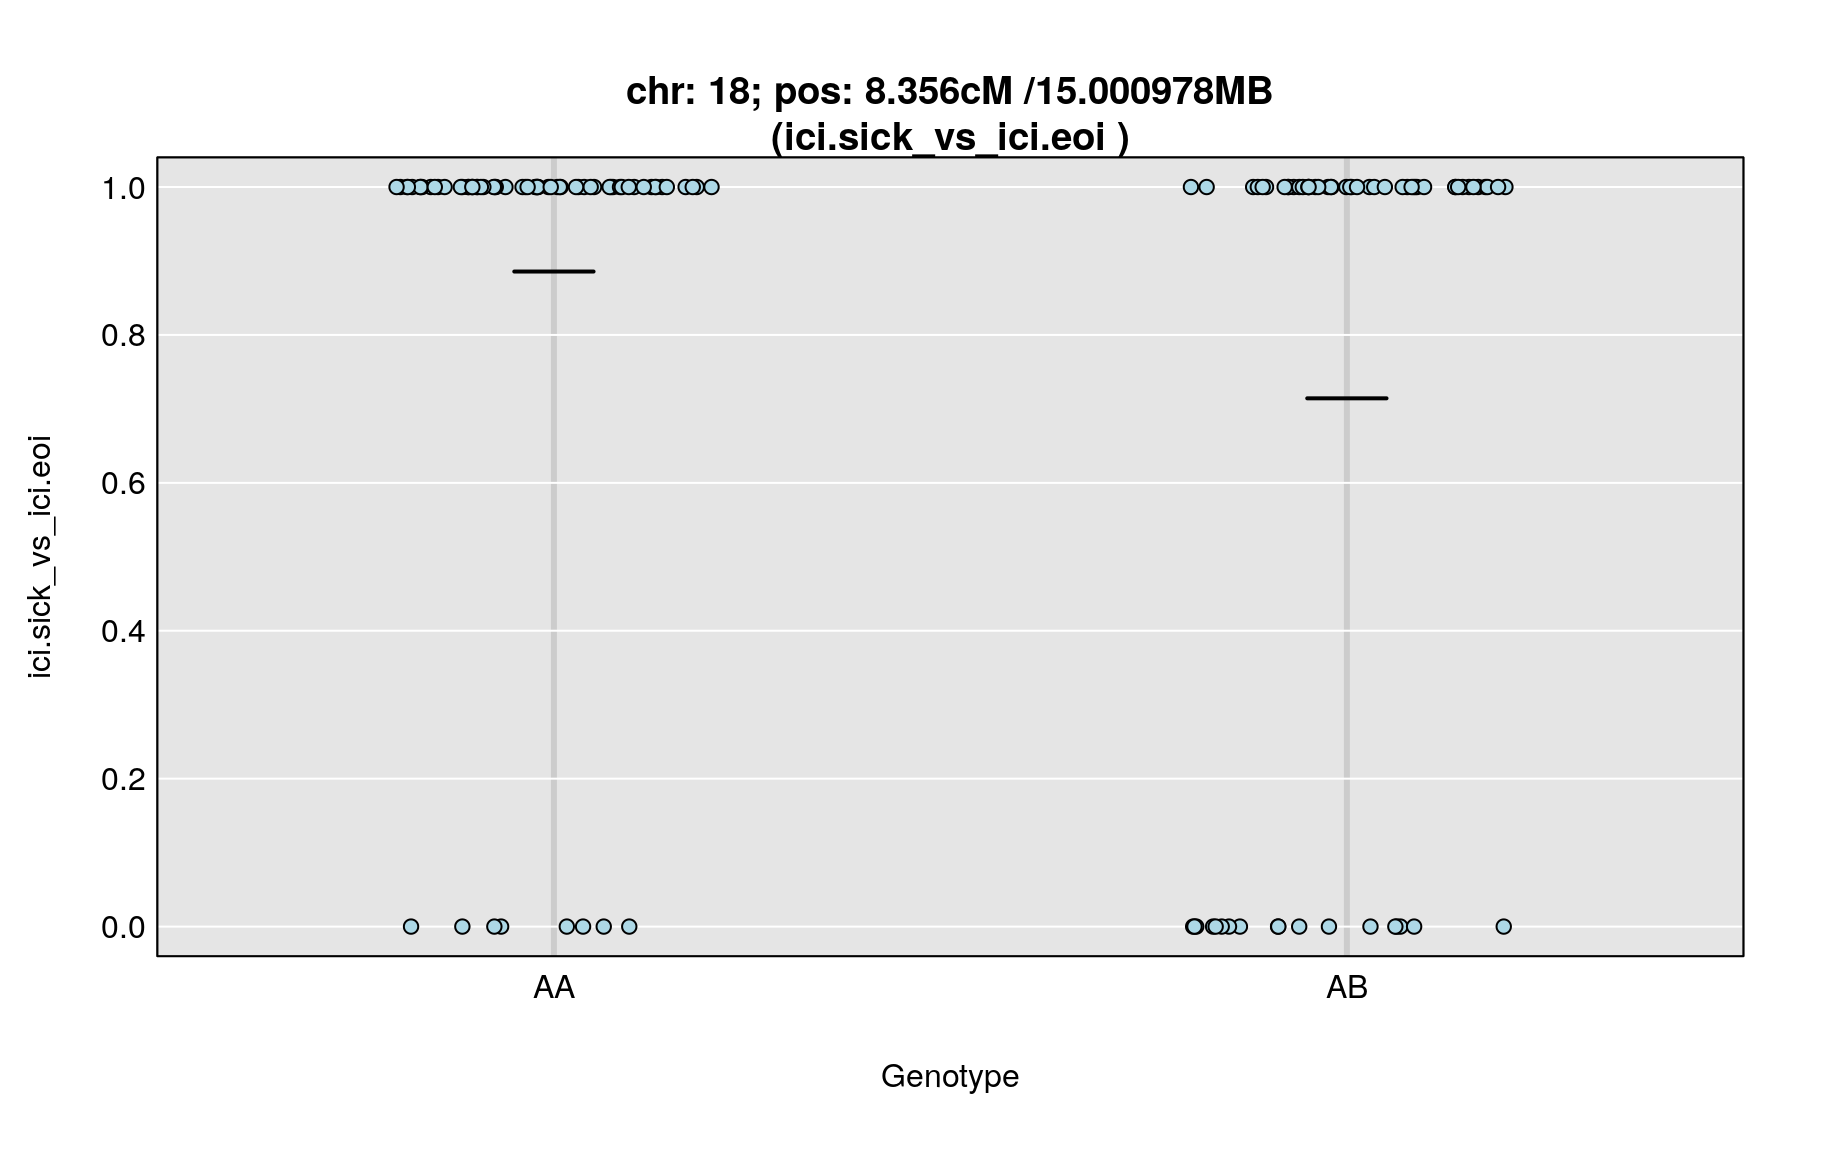 chr: 18; pos: 8.356cM /15.000978MB
(ici.sick_vs_ici.eoi )
ici.sick_vs_ici.eoi
1.0
0.8
0.6
0.4
0.2
0.0
AA
AB
Genotype